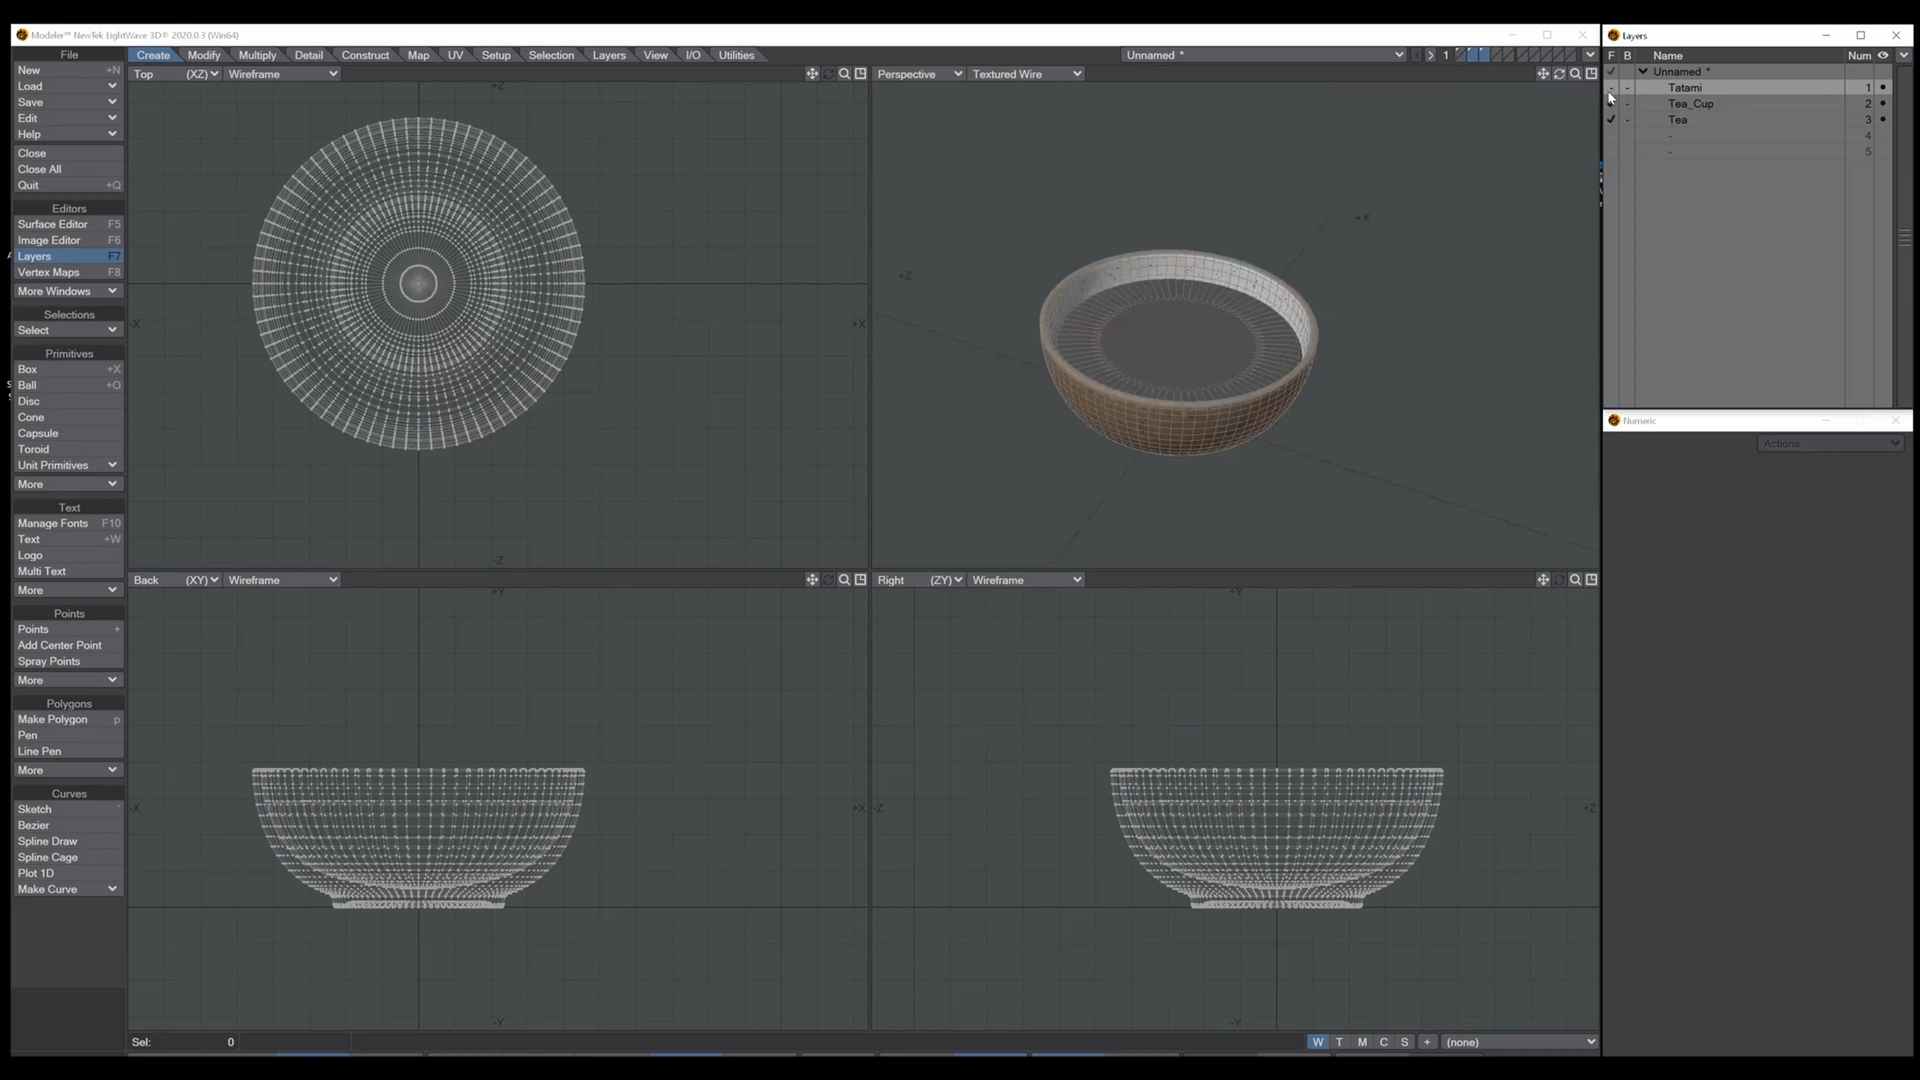 Modeler™ NewTek LightWave 3D® 2020.0.3 (Win64)
File
New +N
Load
Save
Edit
Help
Close
Close All
Quit +Q
Editors
Surface Editor F5
Image Editor F6
Layers F7
Vertex Maps F8
More Windows
Selections
Select
Primitives
Box +X
Ball +O
Disc
Cone
Capsule
Toroid
Unit Primitives
More
Text
Manage Fonts F10
Text +W
Logo
Multi Text
More
Points
Points +
Add Center Point
Spray Points
More
Polygons
Make Polygon p
Pen
Line Pen
More
Curves
Sketch `
Bezier
Spline Draw
Spline Cage
Plot 1D
Make Curve
Create Modify Multiply Detail Construct Map UV Setup Selection Layers View I/O Utilities
Unnamed * 1
Top (XZ) Wireframe
+Z
-X
+X
-Z
Perspective Textured Wire
+X
+Z
Back (XY) Wireframe
+Y
-X
+X
-Y
Right (ZY) Wireframe
+Y
-Z
+Z
-Y
Sel: 0
W T M C S + (none)
Layers
F B Name Num
Unnamed *
- - Tatami 1
- Tea_Cup 2
- Tea 3
- 4
- 5
Numeric
Actions